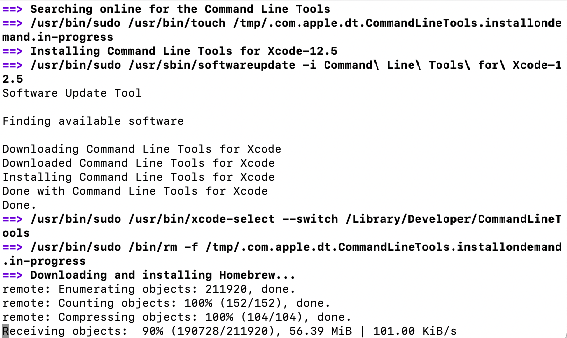 ==> Searching online for the Command Line Tools
==> /usr/bin/sudo /usr/bin/touch /tmp/.com.apple.dt.CommandLineTools.installonde
mand.in-progress
==> Installing Command Line Tools for Xcode-12.5
==> /usr/bin/sudo /usr/sbin/softwareupdate -i Command\ Line\ Tools\ for\ Xcode-1
2.5
Software Update Tool
Finding available software
Downloading Command Line Tools for Xcode
Downloaded Command Line Tools for Xcode
Installing Command Line Tools for Xcode
Done with Command Line Tools for Xcode
Done.
==> /usr/bin/sudo /usr/bin/xcode-select --switch /Library/Developer/CommandLineT
ools
==> /usr/bin/sudo /bin/rm -f /tmp/.com.apple.dt.CommandLineTools.installondemand
.in-progress
==> Downloading and installing Homebrew...
remote: Enumerating objects: 211920, done.
remote: Counting objects: 100% (152/152), done.
remote: Compressing objects: 100% (104/104), done.
Receiving objects:  90% (190728/211920), 56.39 MiB | 101.00 KiB/s